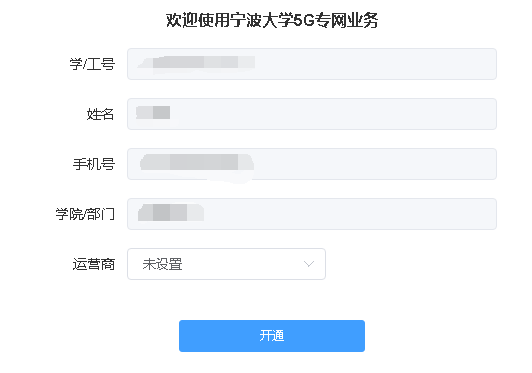 欢迎使用宁波大学5G专网业务
学/工号
姓名
手机号
学院/部门
运营商 未设置
开通